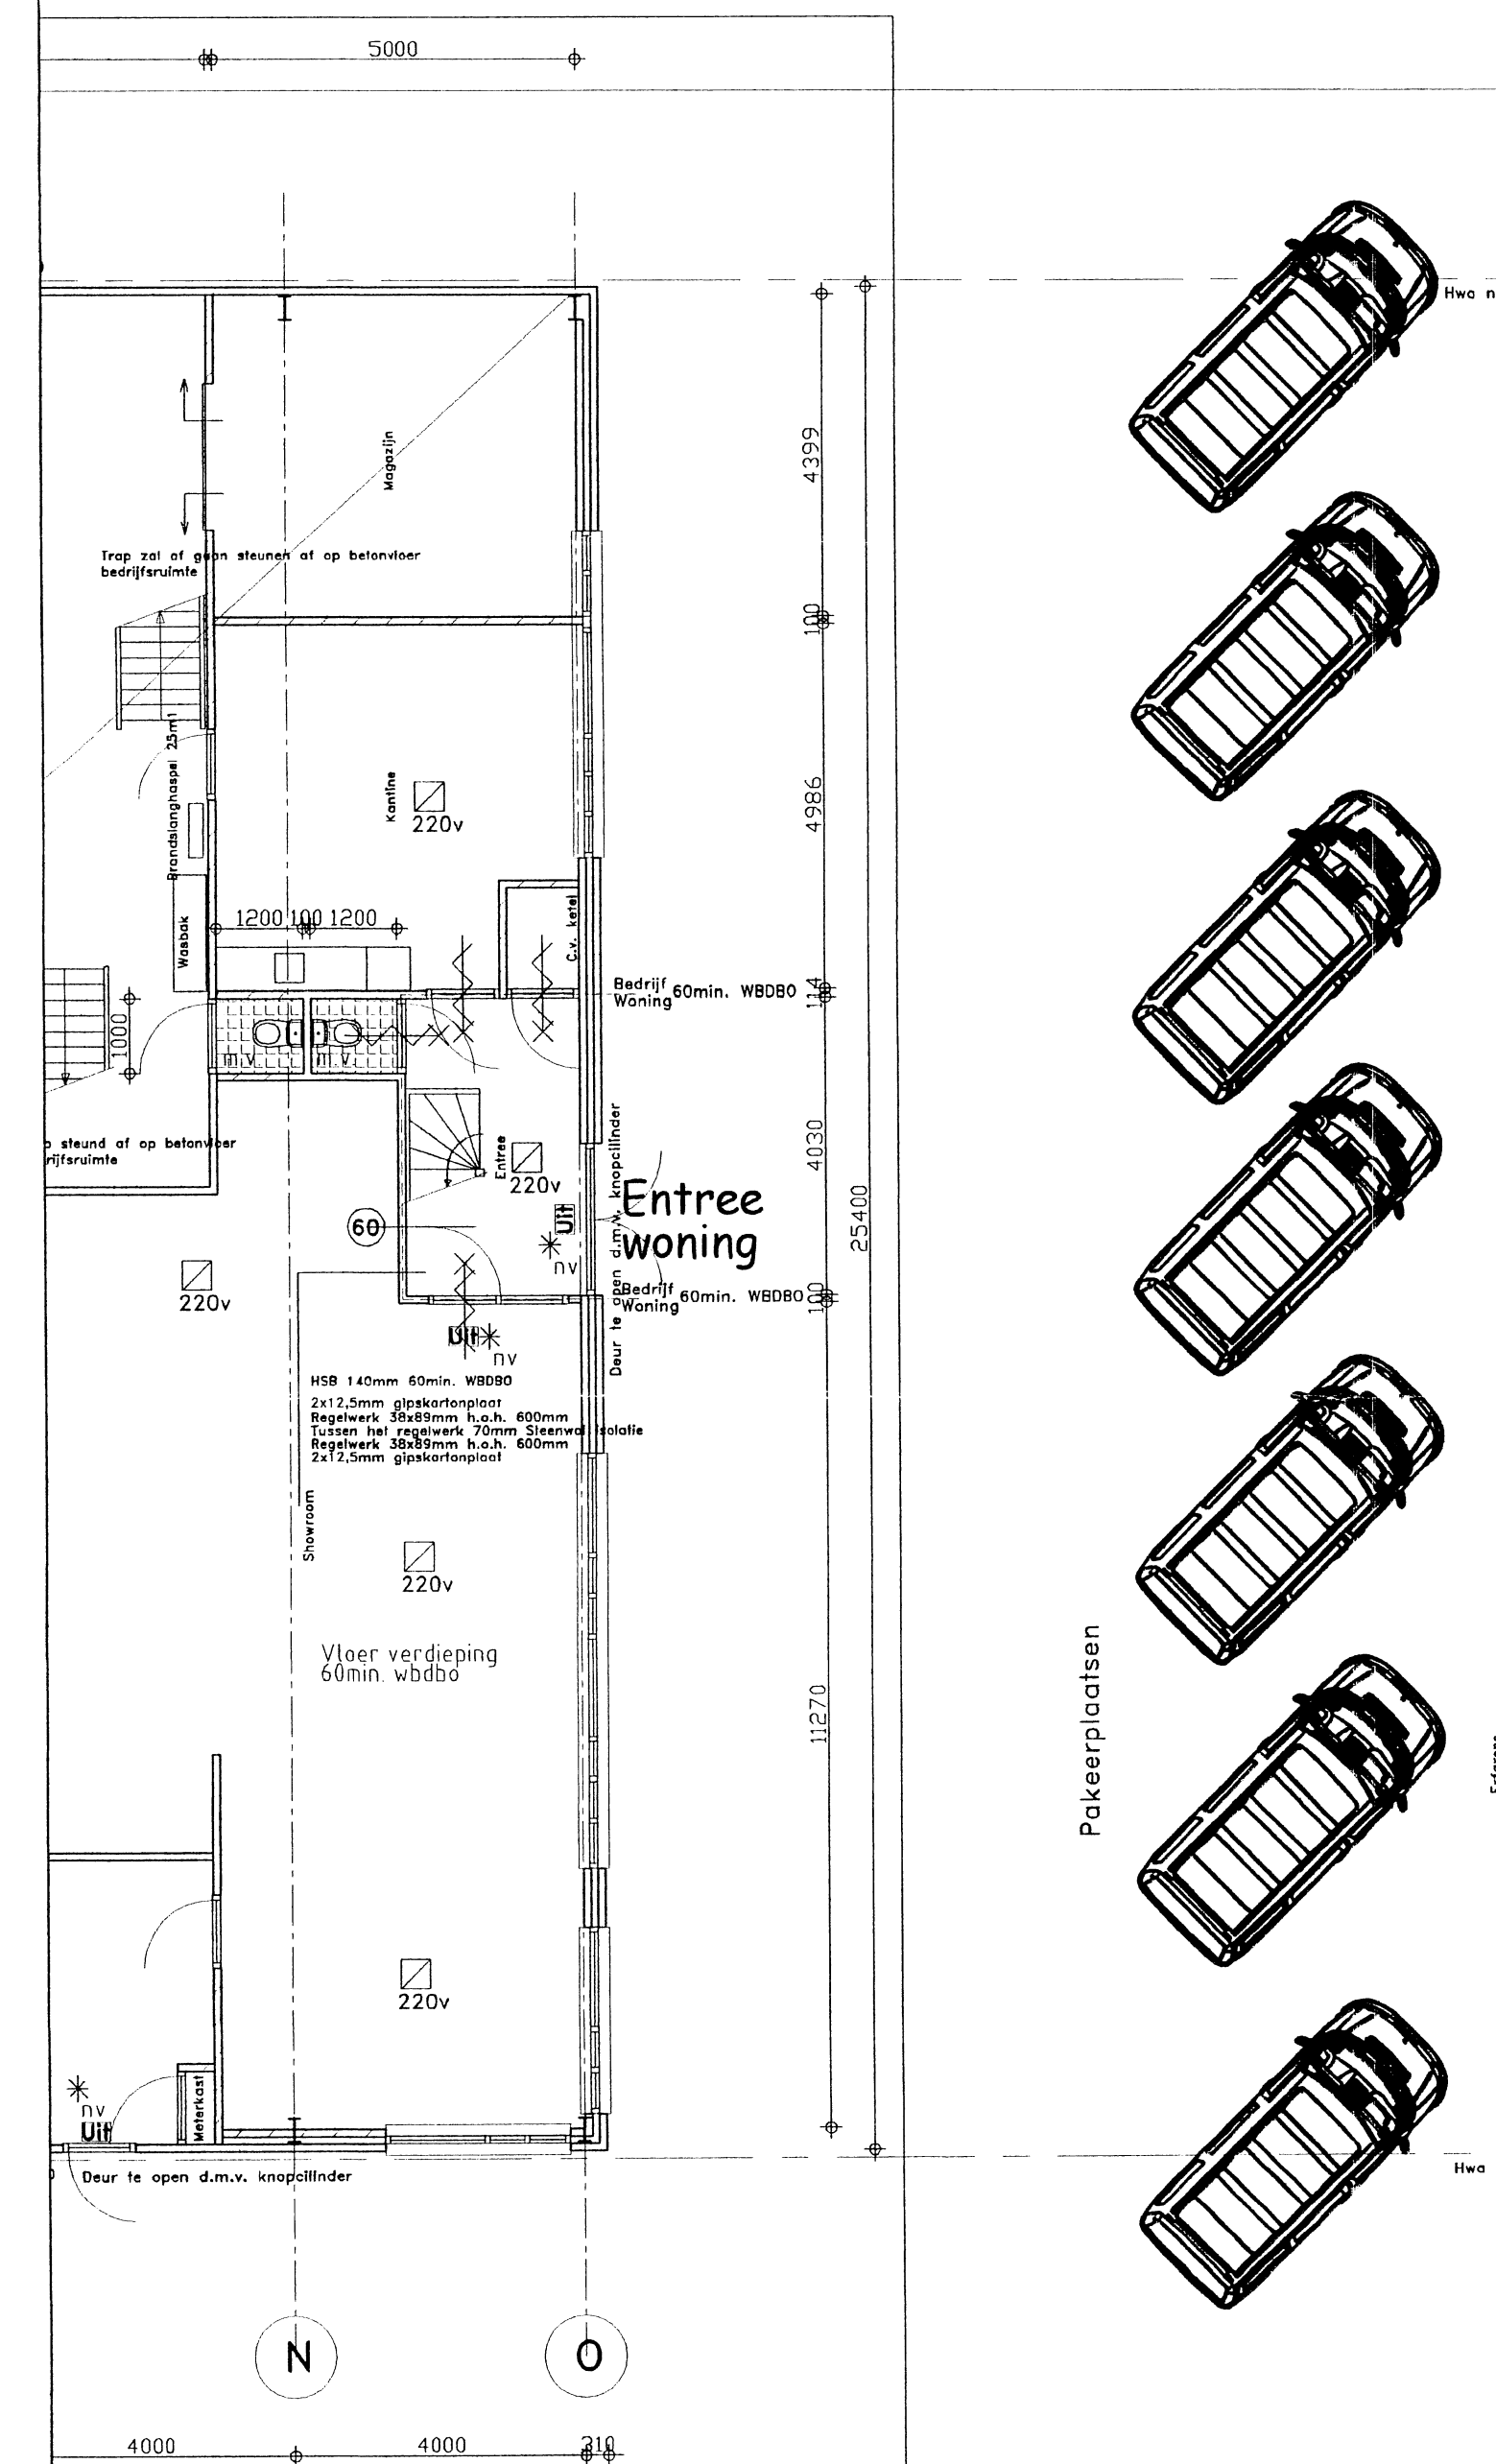 5000
Hwa n
4399
Magazijn
Trap zal af gaan steunen af op betonvloer
bedrijfsruimte
100
Brandslanghaspel 25m¹
Kantine
220v
4986
Wasbak
1200 100 1200
C.v. ketel
Bedrijf
Woning
60min. WBDBO
114
1000
m.v.
m.v.
steund af op betonvloer
rijfsruimte
Entree
220v
Deur te open d.m.v. knopcilinder
Entree
woning
4030
25400
60
Uit
nv
220v
Bedrijf
Woning
60min. WBDBO
100
Uit
nv
HSB 140mm 60min. WBDBO
2x12,5mm gipskartonplaat
Regelwerk 38x89mm h.o.h. 600mm
Tussen het regelwerk 70mm Steenwol isolatie
Regelwerk 38x89mm h.o.h. 600mm
2x12,5mm gipskartonplaat
Showroom
220v
Vloer verdieping
60min. wbdbo
11270
Pakeerplaatsen
220v
Meterkast
nv
Uit
Deur te open d.m.v. knopcilinder
Hwa
N
O
4000
4000
310